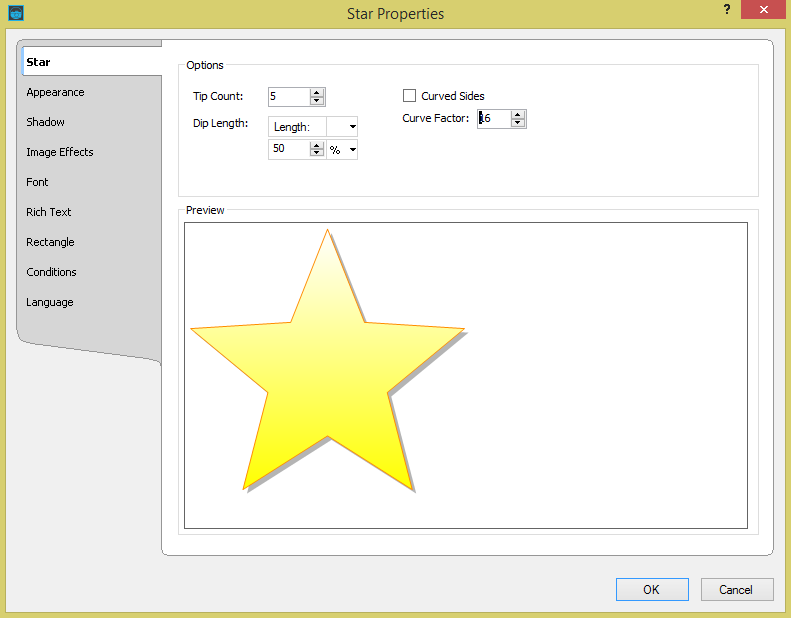 Star Properties
?
Star
Appearance
Shadow
Image Effects
Font
Rich Text
Rectangle
Conditions
Language
Options
Tip Count: 5
Curved Sides
Dip Length: Length:
Curve Factor: 16
50 %
Preview
OK Cancel